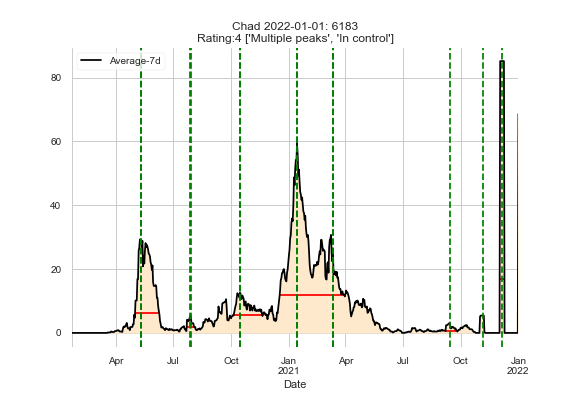 Chad 2022-01-01: 6183
Rating:4 ['Multiple peaks', 'In control']
Average-7d
80
60
40
20
0
Apr Jul Oct Jan Apr Jul Oct Jan
2021 2022
Date